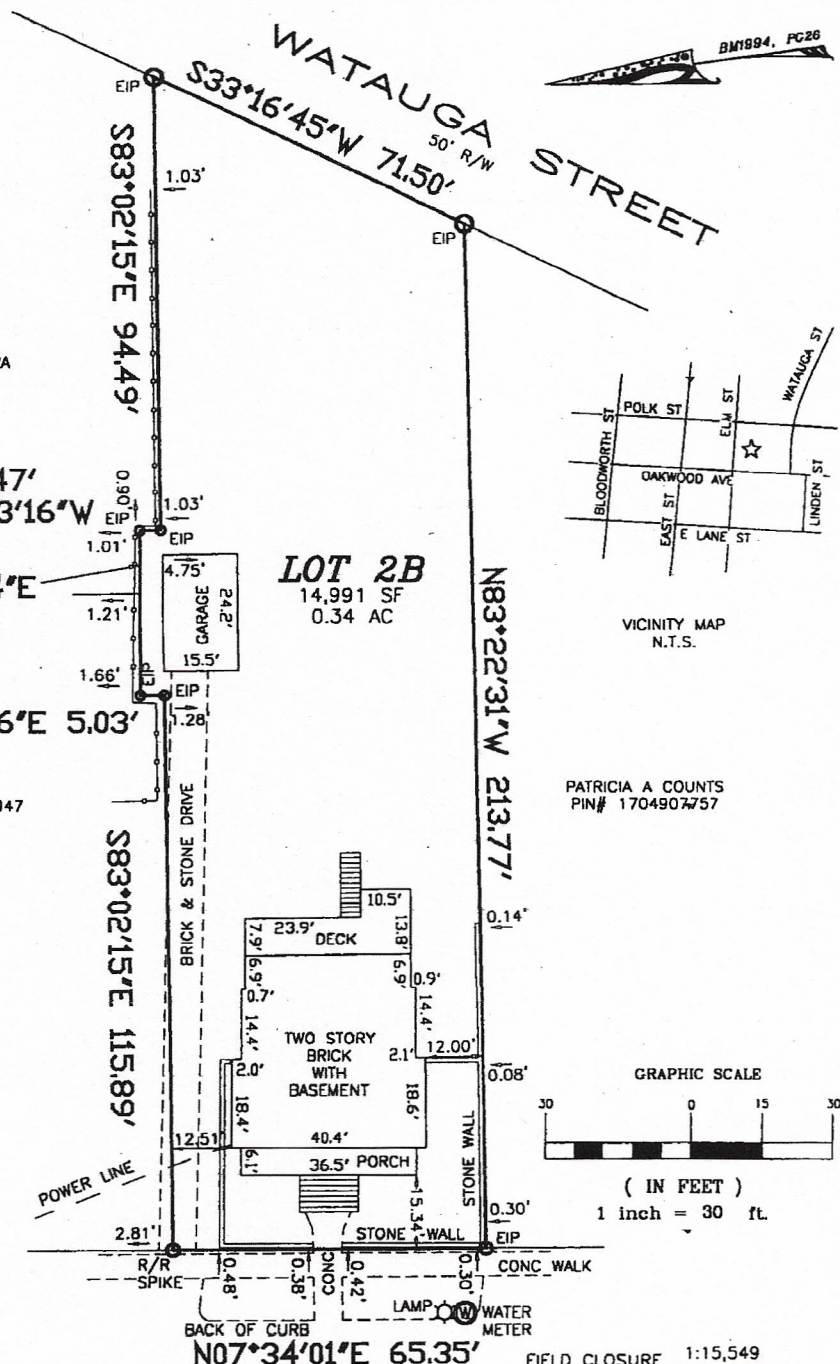 BM1994, PG26
WATAUGA STREET
50' R/W
S33°16'45"W 71.50'
EIP
EIP
S83°02'15"E 94.49'
1.03'
A
47'
3'16"W
0.90'
EIP
1.03'
EIP
1.01'
"E
4.75'
GARAGE
24.2'
15.5'
1.21'
1.66'
EIP
EIP
6"E 5.03'
1.28'
47
LOT 2B
14,991 SF
0.34 AC
N83°22'31"W 213.77'
POLK ST
ELM ST
WATAUGA ST
BLOODWORTH ST
OAKWOOD AVE
EAST ST
E LANE ST
LINDEN ST
VICINITY MAP
N.T.S.
PATRICIA A COUNTS
PIN# 1704907757
BRICK & STONE DRIVE
S83°02'15"E 115.89'
10.5'
23.9'
DECK
7.9'
13.8'
6.9'
6.9'
0.7'
0.9'
0.14'
14.4'
14.4'
TWO STORY
BRICK
WITH
BASEMENT
2.0'
2.1'
12.00'
0.08'
18.4'
18.6'
12.51'
40.4'
6.1'
36.5'
PORCH
15.34'
STONE WALL
STONE WALL
0.30'
POWER LINE
2.81'
EIP
R/R
SPIKE
0.48'
0.38'
CONC
0.42'
0.30'
CONC WALK
LAMP
W
WATER
METER
BACK OF CURB
N07°34'01"E 65.35'
GRAPHIC SCALE
30 0 15 30
( IN FEET )
1 inch = 30 ft.
FIELD CLOSURE 1:15,549